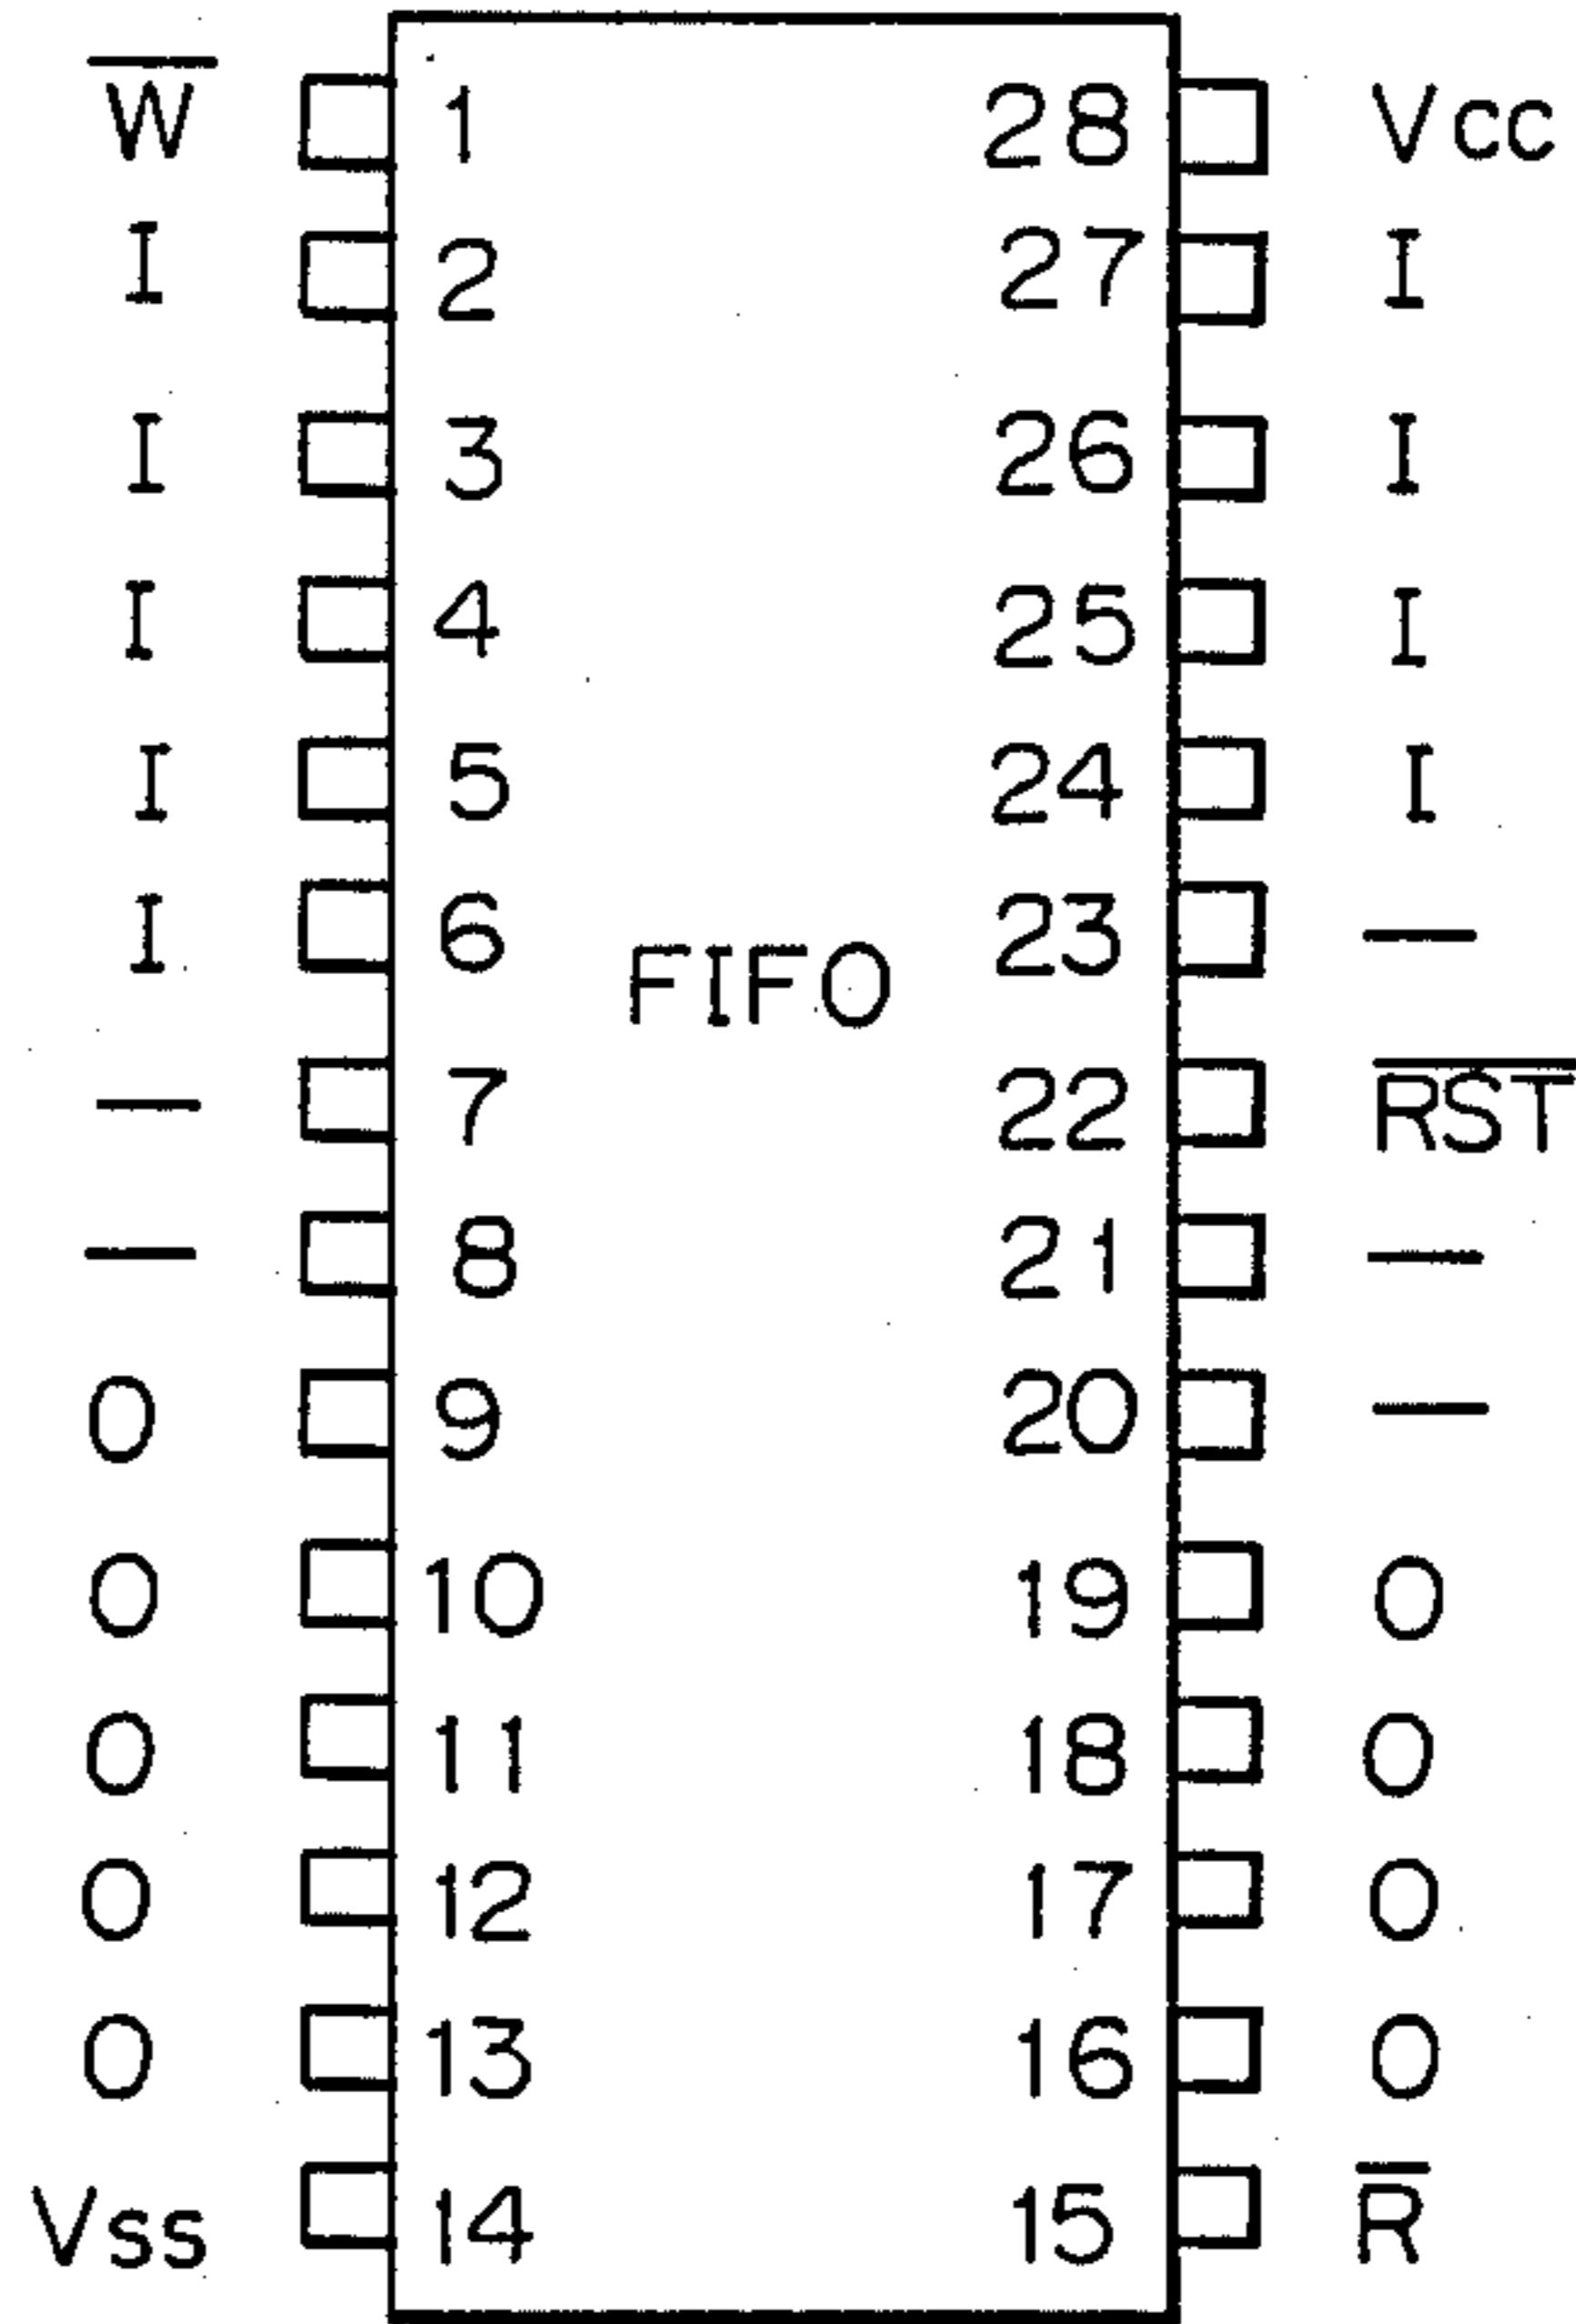 W̅ 1 28 Vcc
I 2 27 I
I 3 26 I
I 4 25 I
I 5 24 I
I 6 23 —
FIFO
— 7 22 R̅S̅T̅
— 8 21 —
O 9 20 —
O 10 19 O
O 11 18 O
O 12 17 O
O 13 16 O
Vss 14 15 R̅